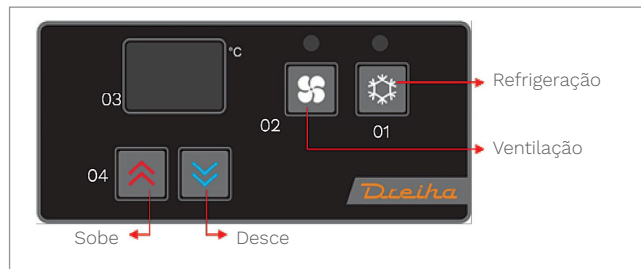 °C
03
02
01
Refrigeração
Ventilação
04
Dreiha
Sobe
Desce